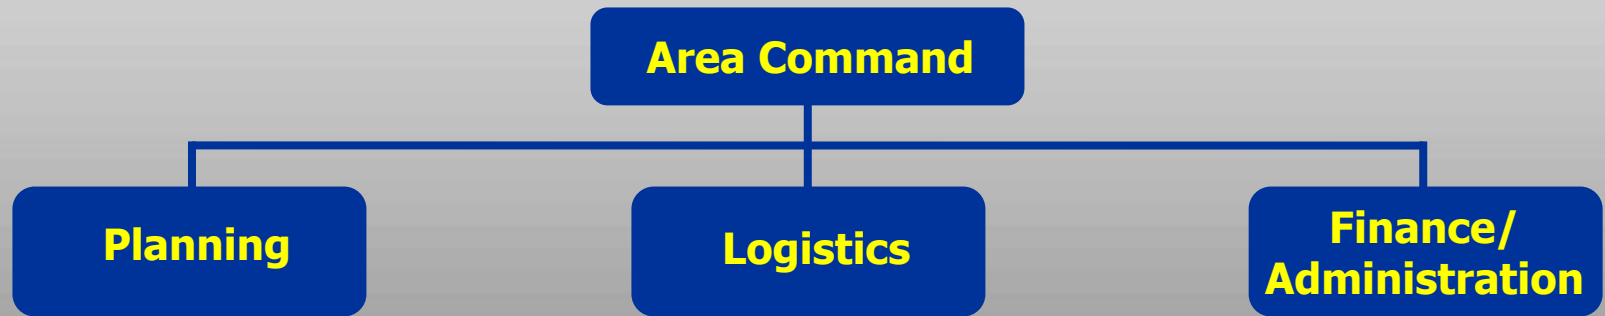 Area Command
Planning
Logistics
Finance/
Administration